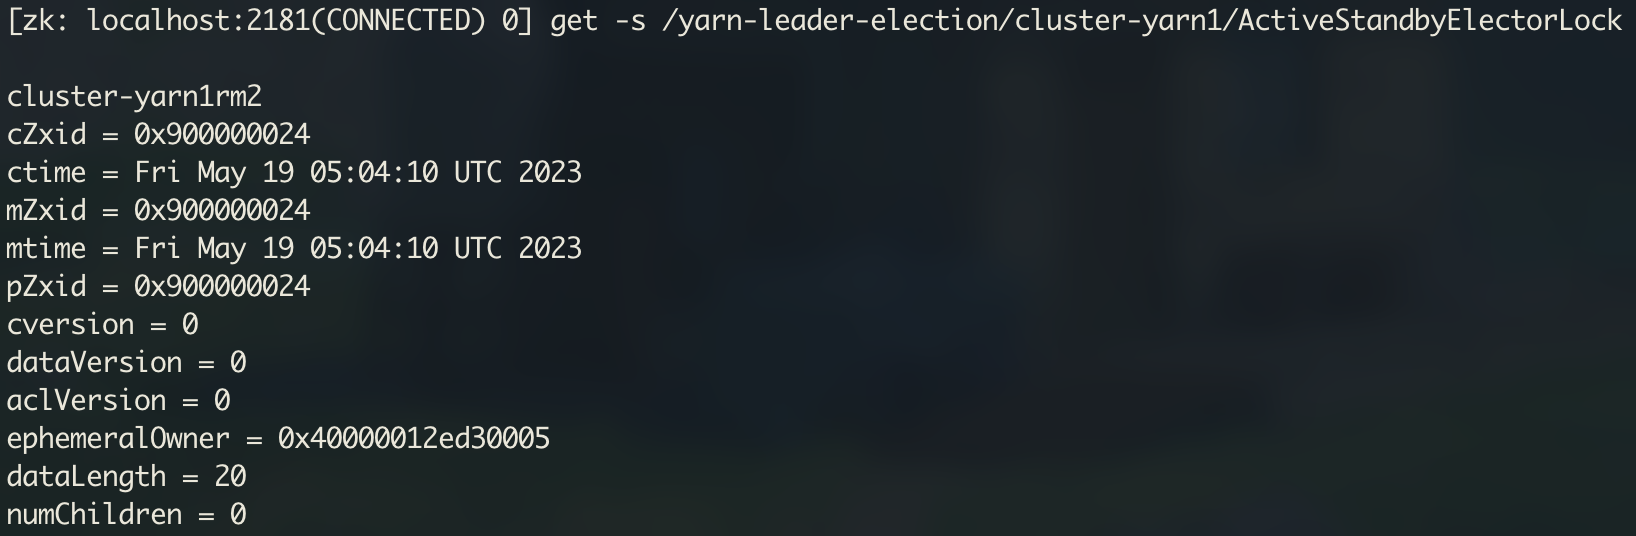 [zk: localhost:2181(CONNECTED) 0] get -s /yarn-leader-election/cluster-yarn1/ActiveStandbyElectorLock
cluster-yarn1rm2
cZxid = 0x900000024
ctime = Fri May 19 05:04:10 UTC 2023
mZxid = 0x900000024
mtime = Fri May 19 05:04:10 UTC 2023
pZxid = 0x900000024
cversion = 0
dataVersion = 0
aclVersion = 0
ephemeralOwner = 0x40000012ed30005
dataLength = 20
numChildren = 0